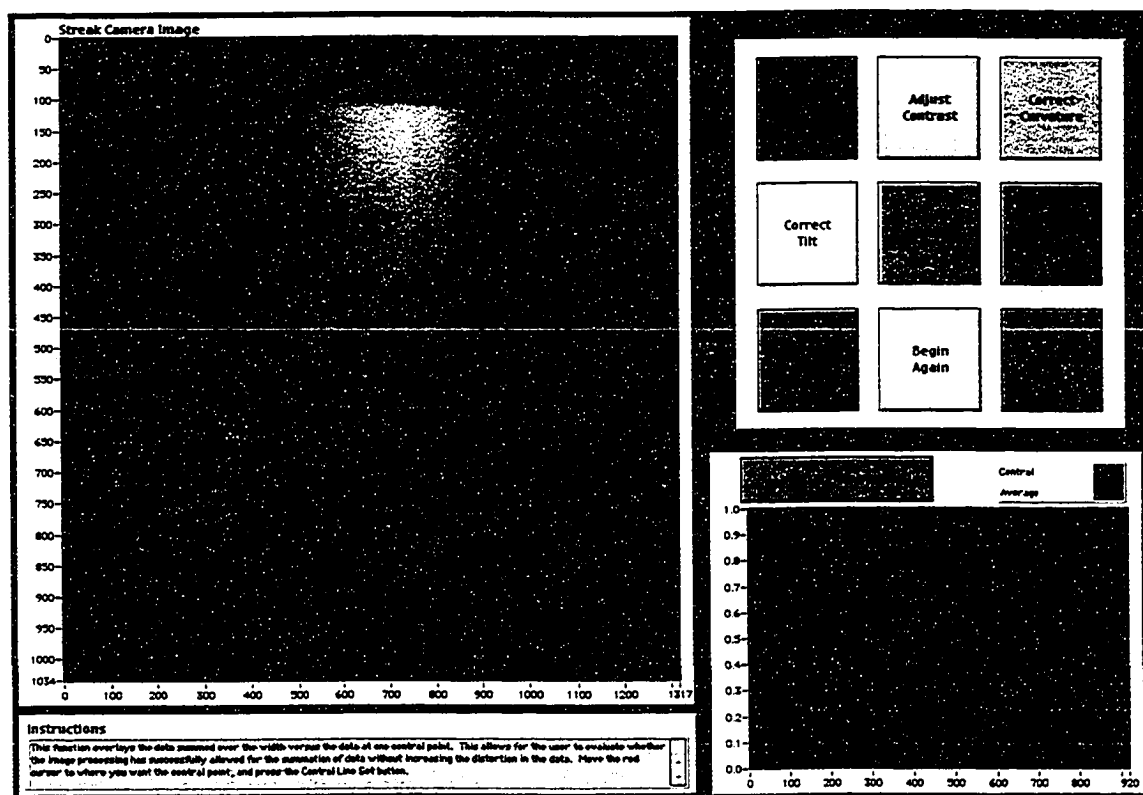 Streak Camera Image
0
50
100
150
200
250
300
350
400
450
500
550
600
650
700
750
800
850
900
950
1000
1034
0 100 200 300 400 500 600 700 800 900 1000 1100 1200 1317
Adjust
Contrast
Correct
Curvature
Correct
Tilt
Begin
Again
Central
Average
1.0
0.9
0.8
0.7
0.6
0.5
0.4
0.3
0.2
0.1
0.0
0 100 200 300 400 500 600 700 800 920
Instructions
This function overlays the data summed over the width versus the data at one central point. This allows for the user to evaluate whether
the image processing has successfully allowed for the summation of data without increasing the distortion in the data. Move the red
cursor to where you want the central point, and press the Central Line Set button.